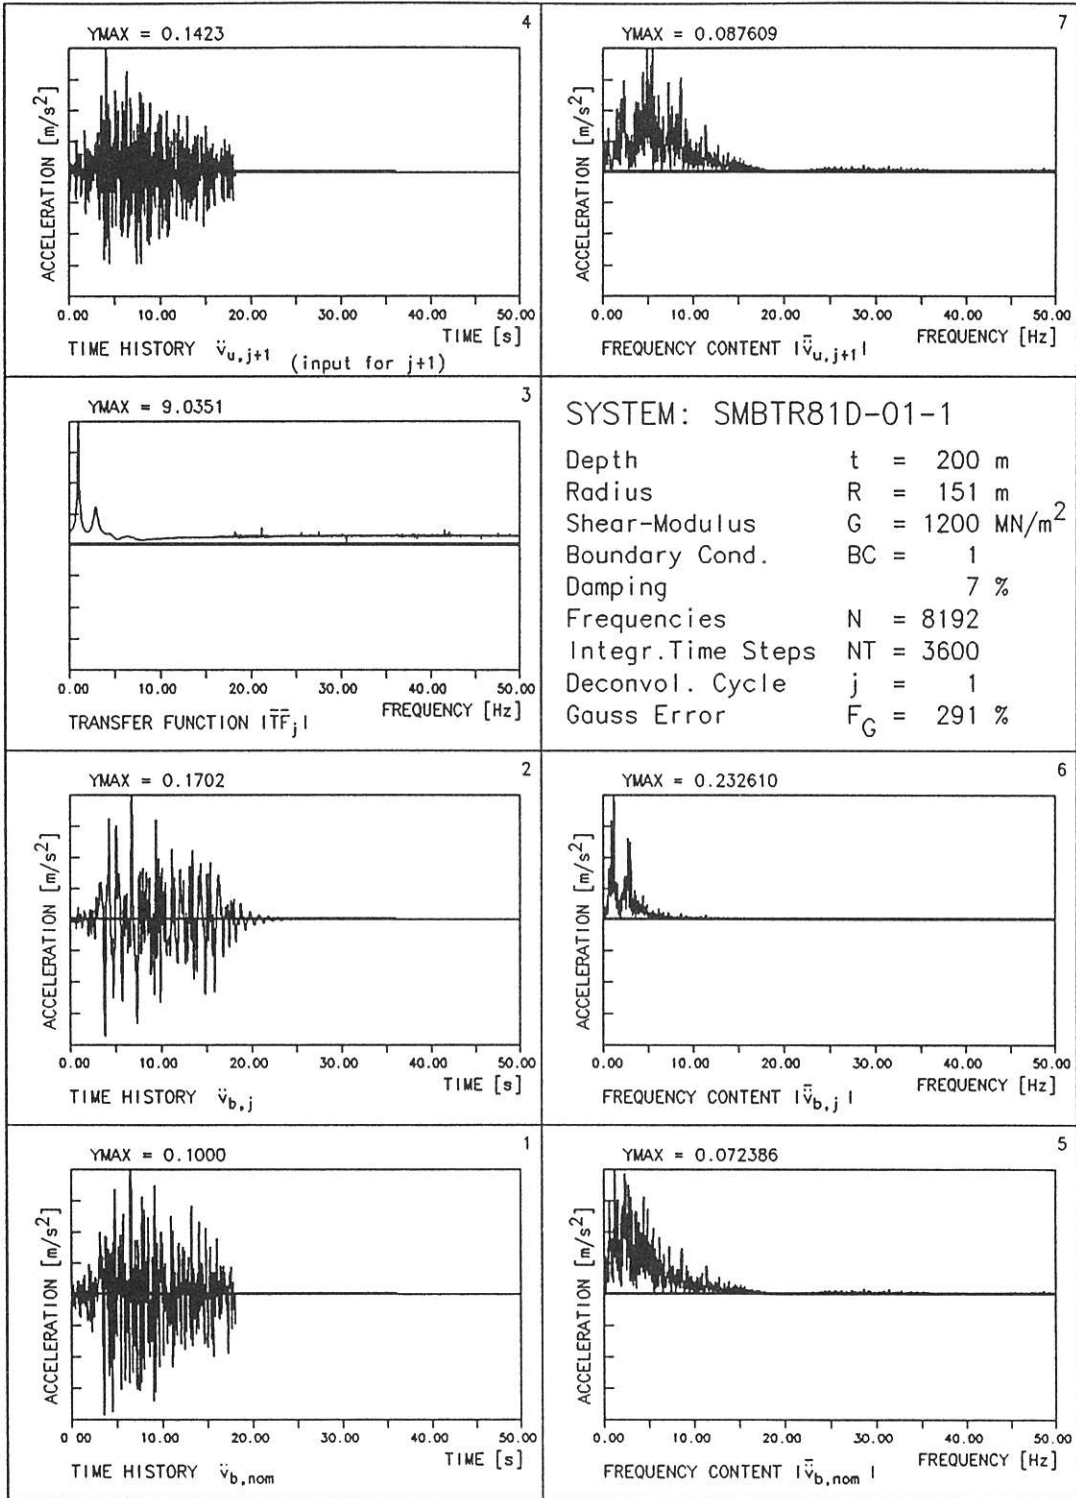 4
YMAX = 0.1423
ACCELERATION [m/s²]
0.00 10.00 20.00 30.00 40.00 50.00
TIME [s]
TIME HISTORY v̈u,j+1 (input for j+1)
7
YMAX = 0.087609
ACCELERATION [m/s²]
0.00 10.00 20.00 30.00 40.00 50.00
FREQUENCY [Hz]
FREQUENCY CONTENT |v̈̄u,j+1|
3
YMAX = 9.0351
0.00 10.00 20.00 30.00 40.00 50.00
FREQUENCY [Hz]
TRANSFER FUNCTION |T̄F̄j|
SYSTEM: SMBTR81D-01-1
Depth t = 200 m
Radius R = 151 m
Shear-Modulus G = 1200 MN/m²
Boundary Cond. BC = 1
Damping 7 %
Frequencies N = 8192
Integr.Time Steps NT = 3600
Deconvol. Cycle j = 1
Gauss Error FG = 291 %
2
YMAX = 0.1702
ACCELERATION [m/s²]
0.00 10.00 20.00 30.00 40.00 50.00
TIME [s]
TIME HISTORY v̈b,j
6
YMAX = 0.232610
ACCELERATION [m/s²]
0.00 10.00 20.00 30.00 40.00 50.00
FREQUENCY [Hz]
FREQUENCY CONTENT |v̈̄b,j|
1
YMAX = 0.1000
ACCELERATION [m/s²]
0.00 10.00 20.00 30.00 40.00 50.00
TIME [s]
TIME HISTORY v̈b,nom
5
YMAX = 0.072386
ACCELERATION [m/s²]
0.00 10.00 20.00 30.00 40.00 50.00
FREQUENCY [Hz]
FREQUENCY CONTENT |v̈̄b,nom|